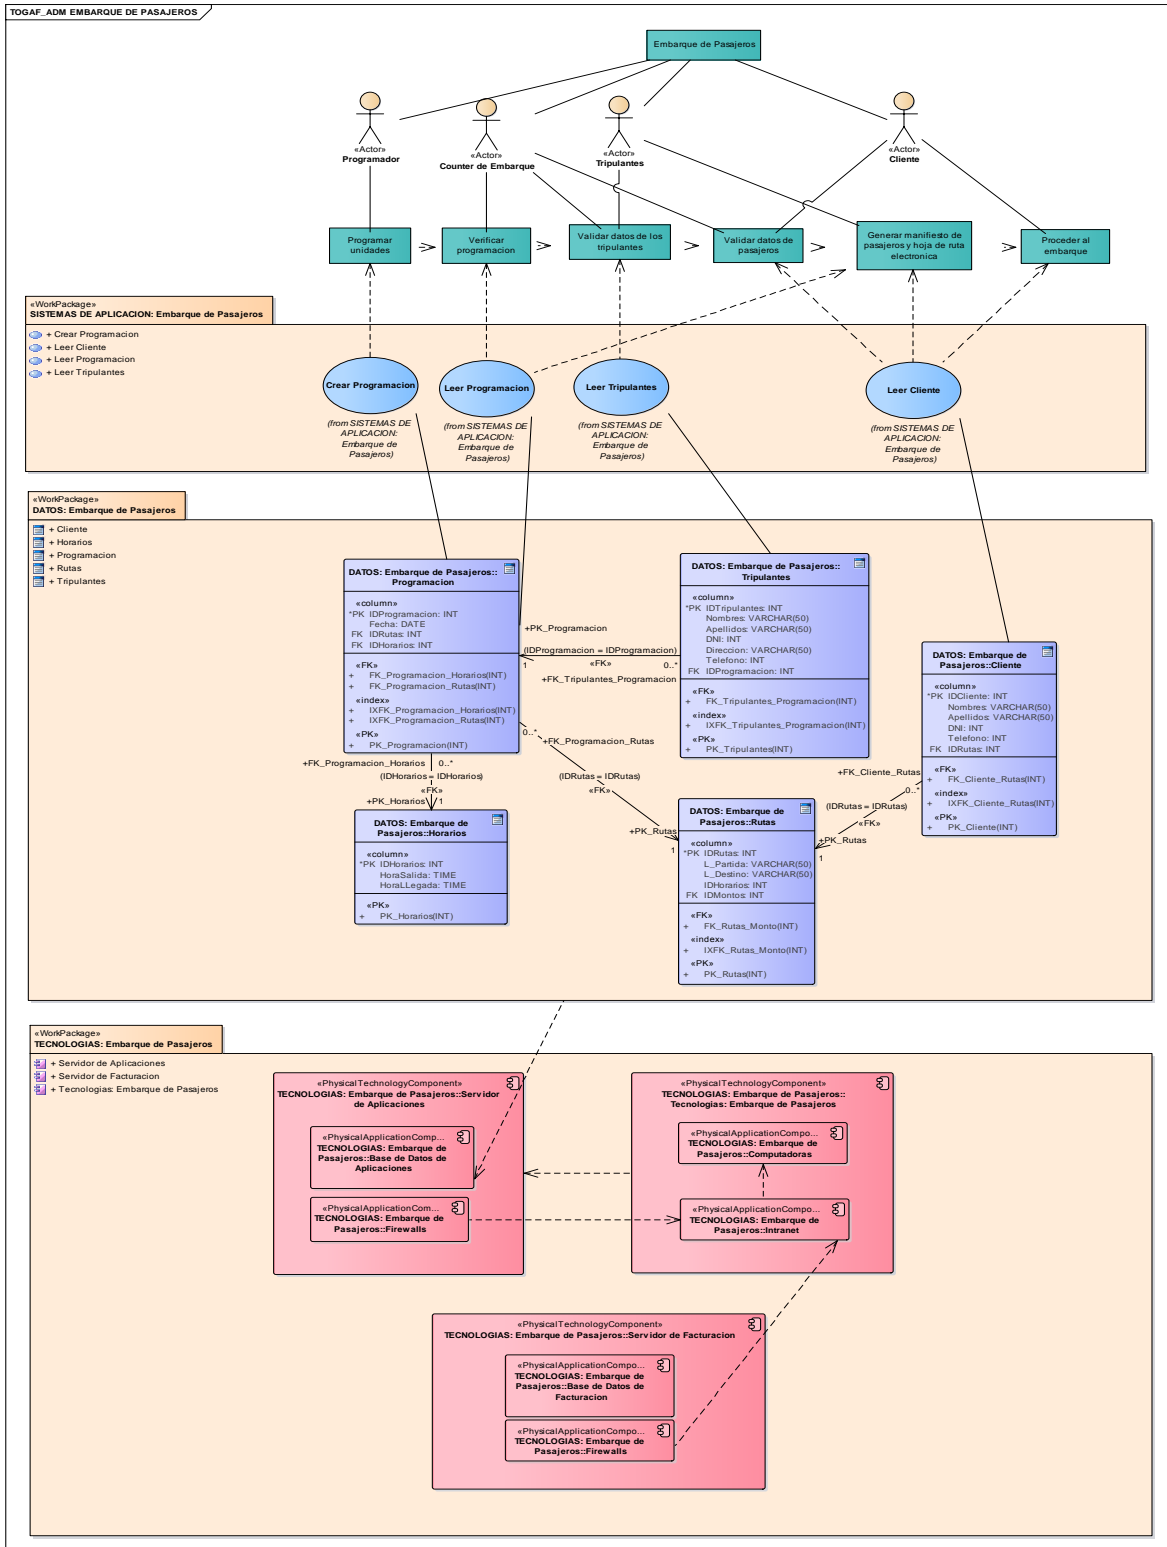 TOGAF_ADM EMBARQUE DE PASAJEROS
Embarque de Pasajeros
«Actor»
Programador
«Actor»
Counter de Embarque
«Actor»
Tripulantes
«Actor»
Cliente
Programar
unidades
Verificar
programacion
Validar datos de los
tripulantes
Validar datos de
pasajeros
Generar manifiesto de
pasajeros y hoja de ruta
electronica
Proceder al
embarque
«WorkPackage»
SISTEMAS DE APLICACION: Embarque de Pasajeros
+ Crear Programacion
+ Leer Cliente
+ Leer Programacion
+ Leer Tripulantes
Crear Programacion
(from SISTEMAS DE
APLICACION:
Embarque de
Pasajeros)
Leer Programacion
(from SISTEMAS DE
APLICACION:
Embarque de
Pasajeros)
Leer Tripulantes
(from SISTEMAS DE
APLICACION:
Embarque de
Pasajeros)
Leer Cliente
(from SISTEMAS DE
APLICACION:
Embarque de
Pasajeros)
«WorkPackage»
DATOS: Embarque de Pasajeros
+ Cliente
+ Horarios
+ Programacion
+ Rutas
+ Tripulantes
DATOS: Embarque de Pasajeros::
Programacion
«column»
*PK IDProgramacion: INT
Fecha: DATE
FK IDRutas: INT
FK IDHorarios: INT
«FK»
+ FK_Programacion_Horarios(INT)
+ FK_Programacion_Rutas(INT)
«index»
+ IXFK_Programacion_Horarios(INT)
+ IXFK_Programacion_Rutas(INT)
«PK»
+ PK_Programacion(INT)
+PK_Programacion
(IDProgramacion = IDProgramacion)
1 «FK» 0..*
+FK_Tripulantes_Programacion
DATOS: Embarque de Pasajeros::
Tripulantes
«column»
*PK IDTripulantes: INT
Nombres: VARCHAR(50)
Apellidos: VARCHAR(50)
DNI: INT
Direccion: VARCHAR(50)
Telefono: INT
FK IDProgramacion: INT
«FK»
+ FK_Tripulantes_Programacion(INT)
«index»
+ IXFK_Tripulantes_Programacion(INT)
«PK»
+ PK_Tripulantes(INT)
DATOS: Embarque de
Pasajeros::Cliente
«column»
*PK IDCliente: INT
Nombres: VARCHAR(50)
Apellidos: VARCHAR(50)
DNI: INT
Telefono: INT
FK IDRutas: INT
«FK»
+ FK_Cliente_Rutas(INT)
«index»
+ IXFK_Cliente_Rutas(INT)
«PK»
+ PK_Cliente(INT)
0..*
+FK_Programacion_Rutas
(IDRutas = IDRutas)
«FK»
+PK_Rutas
1
+FK_Programacion_Horarios 0..*
(IDHorarios = IDHorarios)
«FK»
+PK_Horarios 1
+FK_Cliente_Rutas
0..*
(IDRutas = IDRutas)
«FK»
+PK_Rutas
1
DATOS: Embarque de
Pasajeros::Horarios
«column»
*PK IDHorarios: INT
HoraSalida: TIME
HoraLLegada: TIME
«PK»
+ PK_Horarios(INT)
DATOS: Embarque de
Pasajeros::Rutas
«column»
*PK IDRutas: INT
L_Partida: VARCHAR(50)
L_Destino: VARCHAR(50)
IDHorarios: INT
FK IDMontos: INT
«FK»
+ FK_Rutas_Monto(INT)
«index»
+ IXFK_Rutas_Monto(INT)
«PK»
+ PK_Rutas(INT)
«WorkPackage»
TECNOLOGIAS: Embarque de Pasajeros
+ Servidor de Aplicaciones
+ Servidor de Facturacion
+ Tecnologias: Embarque de Pasajeros
«PhysicalTechnologyComponent»
TECNOLOGIAS: Embarque de Pasajeros::Servidor
de Aplicaciones
«PhysicalApplicationComp...
TECNOLOGIAS: Embarque de
Pasajeros::Base de Datos de
Aplicaciones
«PhysicalApplicationCom...
TECNOLOGIAS: Embarque de
Pasajeros::Firewalls
«PhysicalTechnologyComponent»
TECNOLOGIAS: Embarque de Pasajeros::
Tecnologias: Embarque de Pasajeros
«PhysicalApplicationCompo...
TECNOLOGIAS: Embarque de
Pasajeros::Computadoras
«PhysicalApplicationCompo...
TECNOLOGIAS: Embarque de
Pasajeros::Intranet
«PhysicalTechnologyComponent»
TECNOLOGIAS: Embarque de Pasajeros::Servidor de Facturacion
«PhysicalApplicationCompo...
TECNOLOGIAS: Embarque de
Pasajeros::Base de Datos de
Facturacion
«PhysicalApplicationCompo...
TECNOLOGIAS: Embarque de
Pasajeros::Firewalls